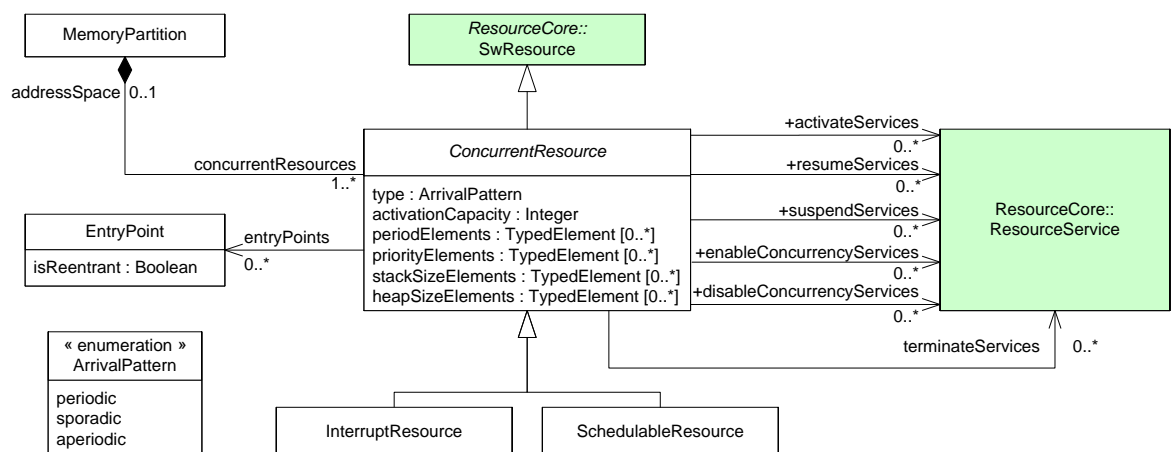 MemoryPartition
ResourceCore::
SwResource
addressSpace
0..1
concurrentResources
1..*
ConcurrentResource
type : ArrivalPattern
activationCapacity : Integer
periodElements : TypedElement [0..*]
priorityElements : TypedElement [0..*]
stackSizeElements : TypedElement [0..*]
heapSizeElements : TypedElement [0..*]
+activateServices
0..*
+resumeServices
0..*
+suspendServices
0..*
+enableConcurrencyServices
0..*
+disableConcurrencyServices
0..*
ResourceCore::
ResourceService
EntryPoint
isReentrant : Boolean
entryPoints
0..*
terminateServices
0..*
« enumeration »
ArrivalPattern
periodic
sporadic
aperiodic
InterruptResource
SchedulableResource